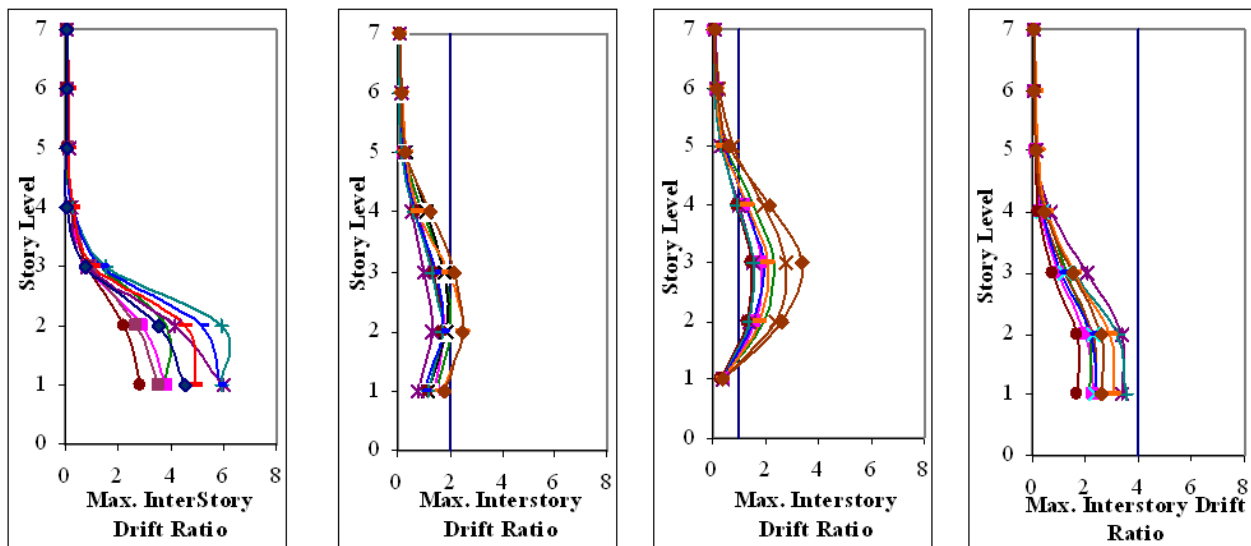 7
6
5
4
3
2
1
0
Story Level
0 2 4 6 8
Max. InterStory
Drift Ratio
7
6
5
4
3
2
1
0
Story Level
0 2 4 6 8
Max. Interstory
Drift Ratio
7
6
5
4
3
2
1
0
Story Level
0 2 4 6 8
Max. Interstory
Drift Ratio
7
6
5
4
3
2
1
0
Story Level
0 2 4 6 8
Max. Interstory Drift
Ratio